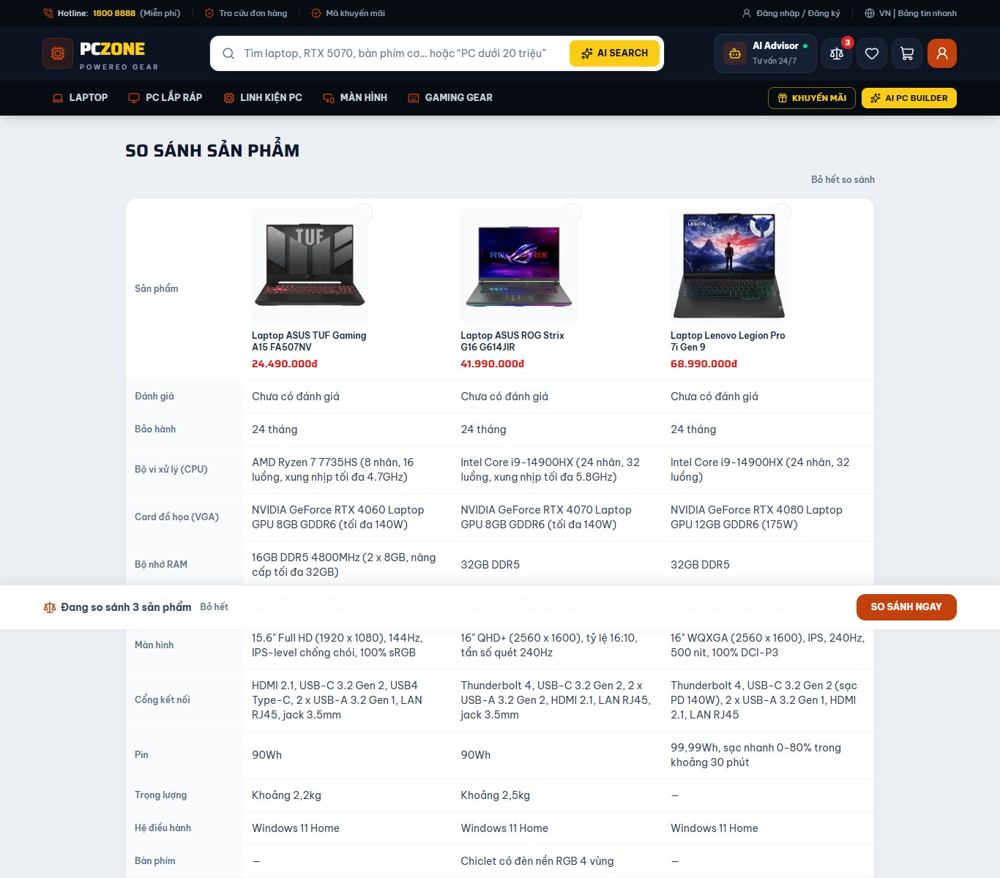 Hotline: 1800 8888 (Miễn phí)
Tra cứu đơn hàng
Mã khuyến mãi
Đăng nhập / Đăng ký
VN | Bảng tin nhanh
PCZONE
POWERED GEAR
Tìm laptop, RTX 5070, bàn phím cơ... hoặc “PC dưới 20 triệu”
AI SEARCH
AI Advisor
Tư vấn 24/7
3
LAPTOP
PC LẮP RÁP
LINH KIỆN PC
MÀN HÌNH
GAMING GEAR
KHUYẾN MÃI
AI PC BUILDER
SO SÁNH SẢN PHẨM
Bỏ hết so sánh
Sản phẩm
TUF
LEGION
Laptop ASUS TUF Gaming
A15 FA507NV
24.490.000đ
Laptop ASUS ROG Strix
G16 G614JIR
41.990.000đ
Laptop Lenovo Legion Pro
7i Gen 9
68.990.000đ
Đánh giá
Chưa có đánh giá
Chưa có đánh giá
Chưa có đánh giá
Bảo hành
24 tháng
24 tháng
24 tháng
Bộ vi xử lý (CPU)
AMD Ryzen 7 7735HS (8 nhân, 16
luồng, xung nhịp tối đa 4.7GHz)
Intel Core i9-14900HX (24 nhân, 32
luồng, xung nhịp tối đa 5.8GHz)
Intel Core i9-14900HX (24 nhân, 32
luồng)
Card đồ họa (VGA)
NVIDIA GeForce RTX 4060 Laptop
GPU 8GB GDDR6 (tối đa 140W)
NVIDIA GeForce RTX 4070 Laptop
GPU 8GB GDDR6 (tối đa 140W)
NVIDIA GeForce RTX 4080 Laptop
GPU 12GB GDDR6 (175W)
Bộ nhớ RAM
16GB DDR5 4800MHz (2 x 8GB, nâng
cấp tối đa 32GB)
32GB DDR5
32GB DDR5
Đang so sánh 3 sản phẩm
Bỏ hết
SO SÁNH NGAY
Màn hình
15.6" Full HD (1920 x 1080), 144Hz,
IPS-level chống chói, 100% sRGB
16" QHD+ (2560 x 1600), tỷ lệ 16:10,
tần số quét 240Hz
16" WQXGA (2560 x 1600), IPS, 240Hz,
500 nit, 100% DCI-P3
Cổng kết nối
HDMI 2.1, USB-C 3.2 Gen 2, USB4
Type-C, 2 x USB-A 3.2 Gen 1, LAN
RJ45, jack 3.5mm
Thunderbolt 4, USB-C 3.2 Gen 2, 2 x
USB-A 3.2 Gen 2, HDMI 2.1, LAN RJ45,
jack 3.5mm
Thunderbolt 4, USB-C 3.2 Gen 2 (sạc
PD 140W), 2 x USB-A 3.2 Gen 1, HDMI
2.1, LAN RJ45
Pin
90Wh
90Wh
99,99Wh, sạc nhanh 0-80% trong
khoảng 30 phút
Trọng lượng
Khoảng 2,2kg
Khoảng 2,5kg
—
Hệ điều hành
Windows 11 Home
Windows 11 Home
Windows 11 Home
Bàn phím
—
Chiclet có đèn nền RGB 4 vùng
—